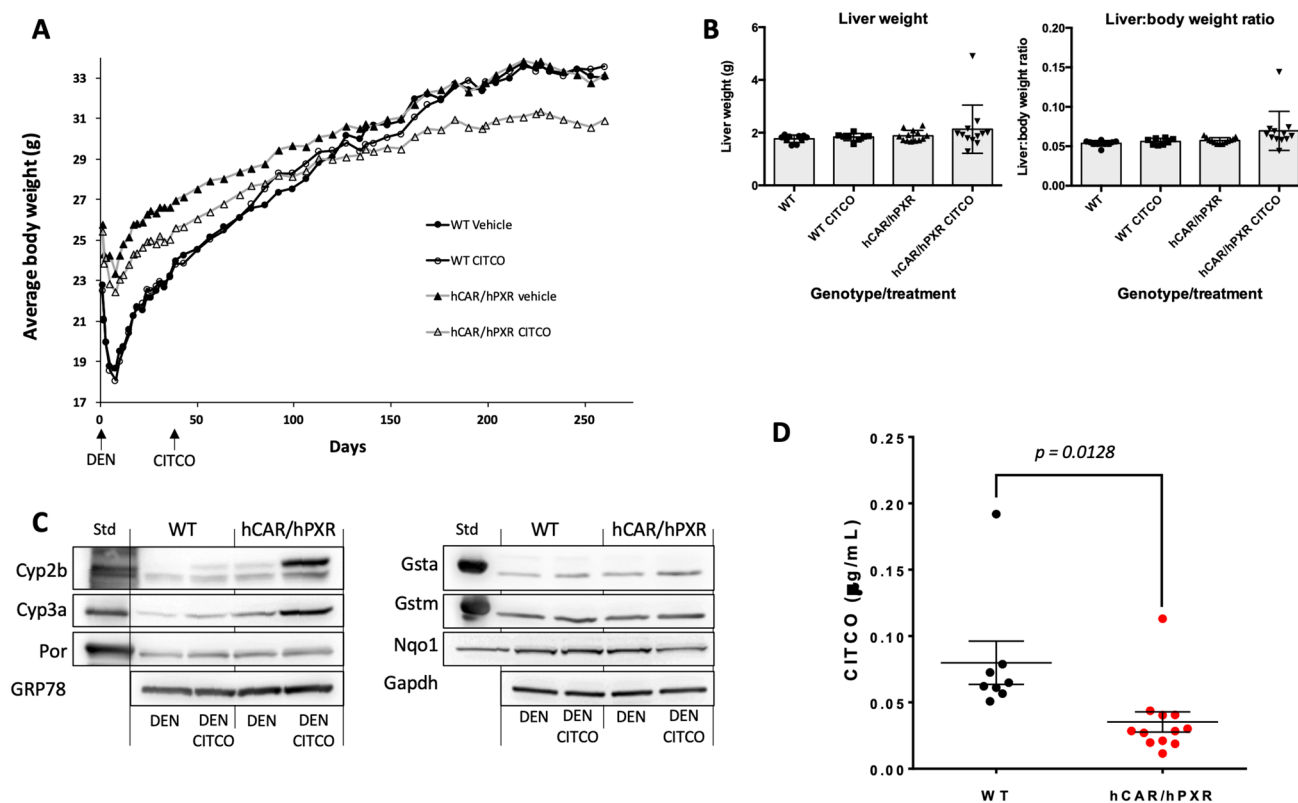 A
Average body weight (g)
33
31
29
27
25
23
21
19
17
0
50
100
150
200
250
Days
DEN
CITCO
WT Vehicle
WT CITCO
hCAR/hPXR vehicle
hCAR/hPXR CITCO
B
Liver weight
Liver weight (g)
6
4
2
0
WT
WT CITCO
hCAR/hPXR
hCAR/hPXR CITCO
Genotype/treatment
Liver:body weight ratio
Liver:body weight ratio
0.20
0.15
0.10
0.05
0.00
WT
WT CITCO
hCAR/hPXR
hCAR/hPXR CITCO
Genotype/treatment
C
Std
WT
hCAR/hPXR
Cyp2b
Cyp3a
Por
GRP78
DEN
DEN
CITCO
DEN
DEN
CITCO
Std
WT
hCAR/hPXR
Gsta
Gstm
Nqo1
Gapdh
DEN
DEN
CITCO
DEN
DEN
CITCO
D
p = 0.0128
CITCO ( g/mL)
0.25
0.20
0.15
0.10
0.05
0.00
WT
hCAR/hPXR